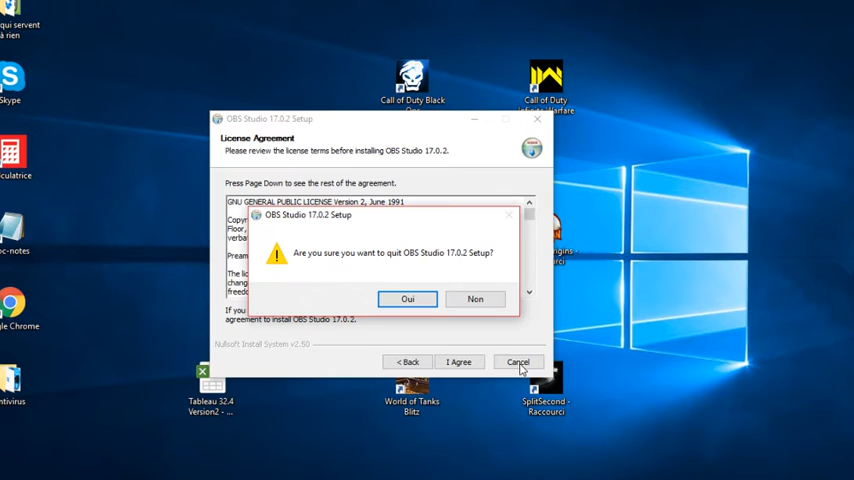 qui servent
à rien
Skype
Call of Duty Black
Call of Duty
OBS Studio 17.0.2 Setup
License Agreement
Please review the license terms before installing OBS Studio 17.0.2.
Press Page Down to see the rest of the agreement.
GNU GENERAL PUBLIC LICENSE Version 2, June 1991
Floor,
OBS Studio 17.0.2 Setup
Are you sure you want to quit OBS Studio 17.0.2 Setup?
Oui
Non
If you
agreement to install OBS Studio 17.0.2.
Nullsoft Install System v2.50
< Back
I Agree
Cancel
culatrice
oc-notes
gle Chrome
ntivirus
Tableau 32.4
Version2 - ...
World of Tanks
Blitz
SplitSecond -
Raccourci